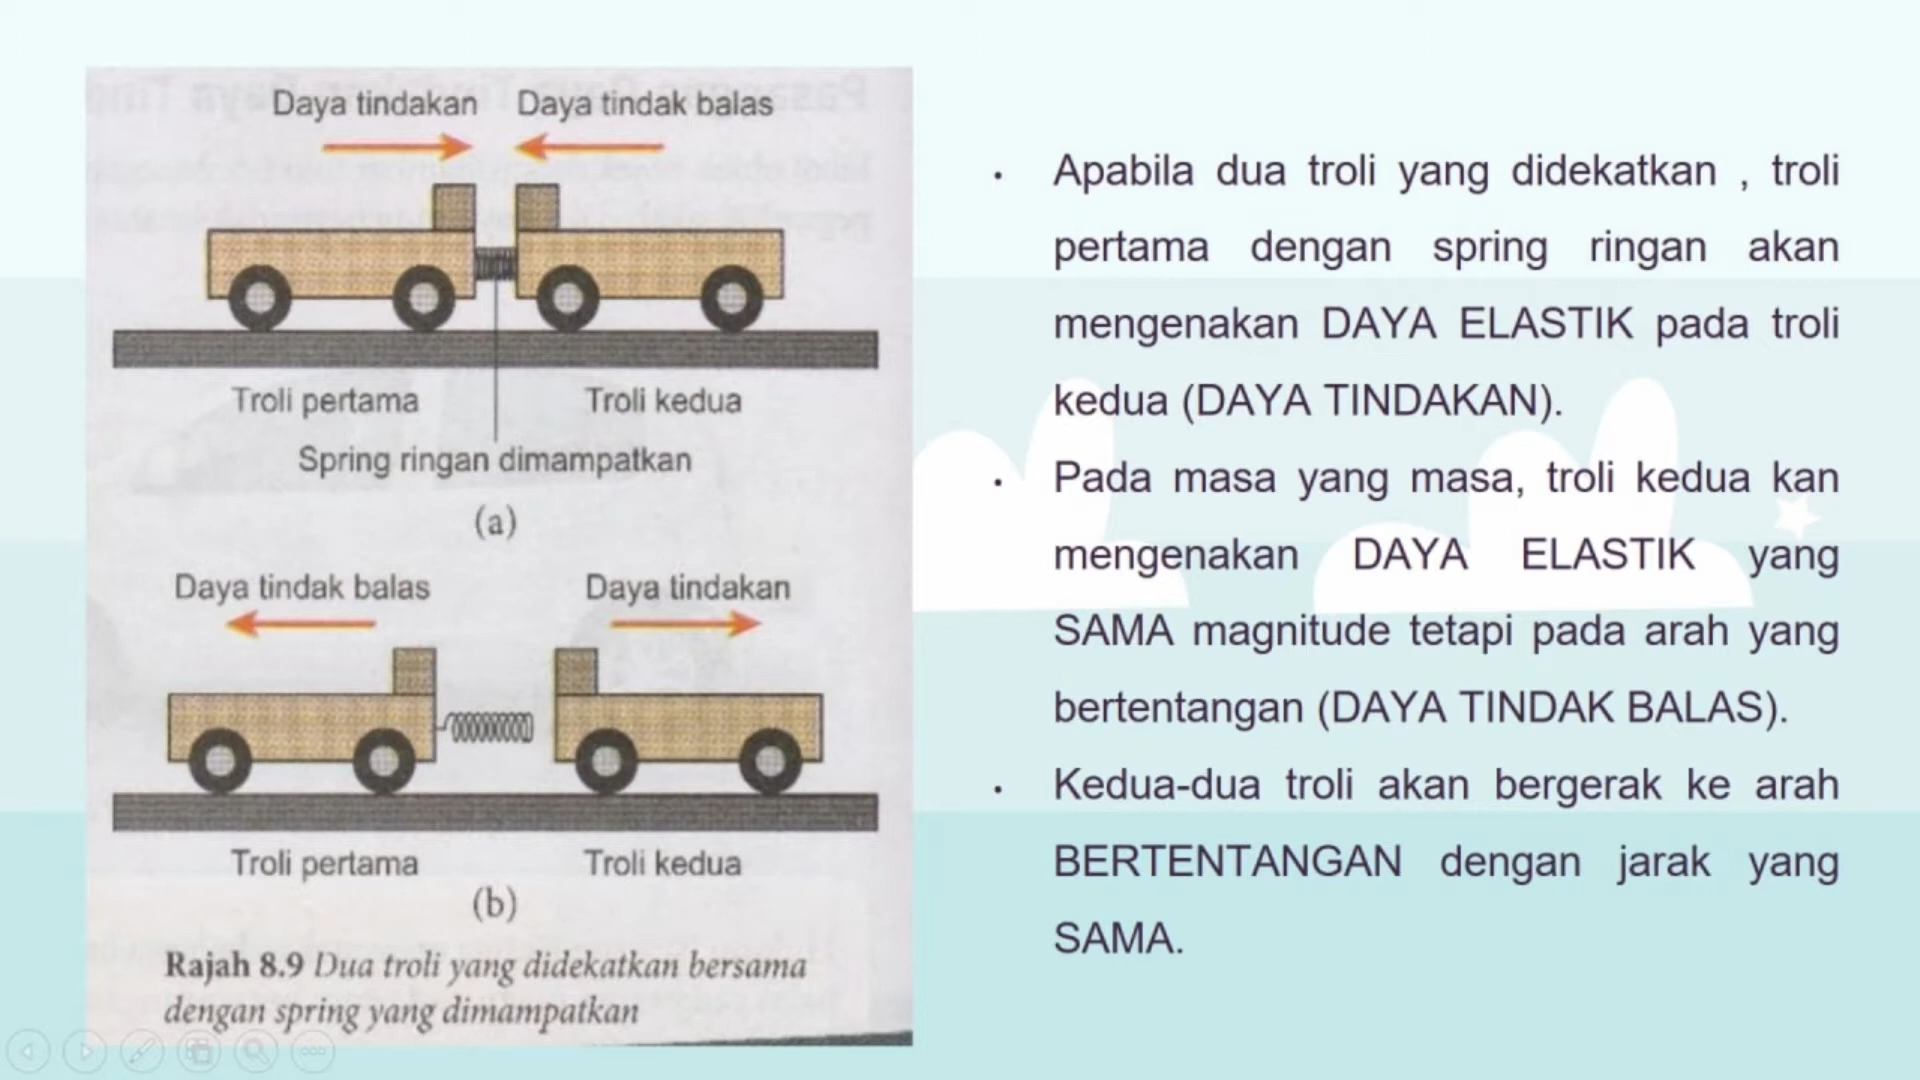 Daya tindakan Daya tindak balas
Troli pertama Troli kedua
Spring ringan dimampatkan
(a)
Daya tindak balas Daya tindakan
Troli pertama Troli kedua
(b)
Rajah 8.9 Dua troli yang didekatkan bersama
dengan spring yang dimampatkan
• Apabila dua troli yang didekatkan , troli
pertama dengan spring ringan akan
mengenakan DAYA ELASTIK pada troli
kedua (DAYA TINDAKAN).
• Pada masa yang masa, troli kedua kan
mengenakan DAYA ELASTIK yang
SAMA magnitude tetapi pada arah yang
bertentangan (DAYA TINDAK BALAS).
• Kedua-dua troli akan bergerak ke arah
BERTENTANGAN dengan jarak yang
SAMA.